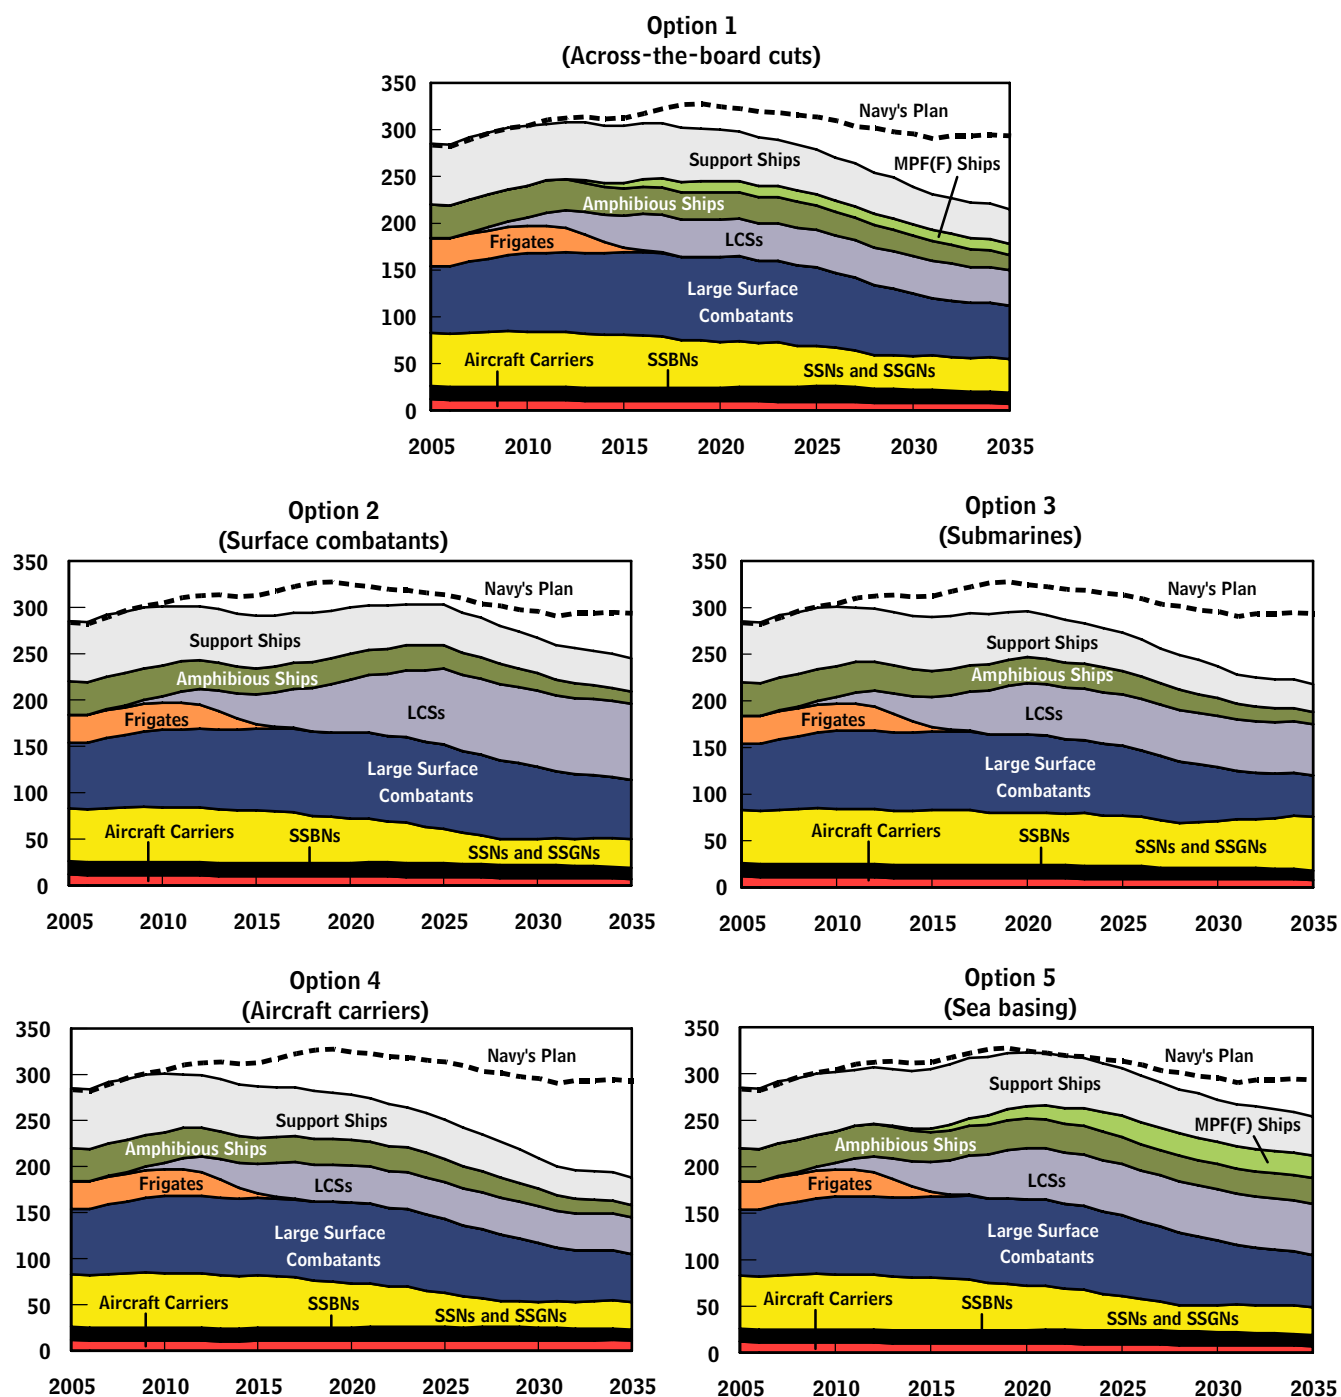 Option 1
(Across-the-board cuts)
350
300
250
200
150
100
50
0
Navy's Plan
Support Ships
MPF(F) Ships
Amphibious Ships
Frigates
LCSs
Large Surface
Combatants
Aircraft Carriers
SSBNs
SSNs and SSGNs
2005 2010 2015 2020 2025 2030 2035
Option 2
(Surface combatants)
350
300
250
200
150
100
50
0
Navy's Plan
Support Ships
Amphibious Ships
Frigates
LCSs
Large Surface
Combatants
Aircraft Carriers
SSBNs
SSNs and SSGNs
2005 2010 2015 2020 2025 2030 2035
Option 3
(Submarines)
350
300
250
200
150
100
50
0
Navy's Plan
Support Ships
Amphibious Ships
Frigates
LCSs
Large Surface
Combatants
Aircraft Carriers
SSBNs
SSNs and SSGNs
2005 2010 2015 2020 2025 2030 2035
Option 4
(Aircraft carriers)
350
300
250
200
150
100
50
0
Navy's Plan
Support Ships
Amphibious Ships
Frigates
LCSs
Large Surface
Combatants
Aircraft Carriers
SSBNs
SSNs and SSGNs
2005 2010 2015 2020 2025 2030 2035
Option 5
(Sea basing)
350
300
250
200
150
100
50
0
Navy's Plan
Support Ships
MPF(F) Ships
Amphibious Ships
Frigates
LCSs
Large Surface
Combatants
Aircraft Carriers
SSBNs
SSNs and SSGNs
2005 2010 2015 2020 2025 2030 2035